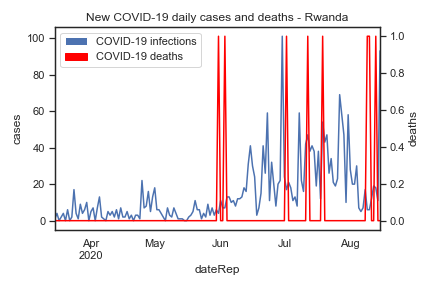 New COVID-19 daily cases and deaths - Rwanda
COVID-19 infections
COVID-19 deaths
100
80
60
40
20
0
cases
1.0
0.8
0.6
0.4
0.2
0.0
deaths
Apr May Jun Jul Aug
2020
dateRep